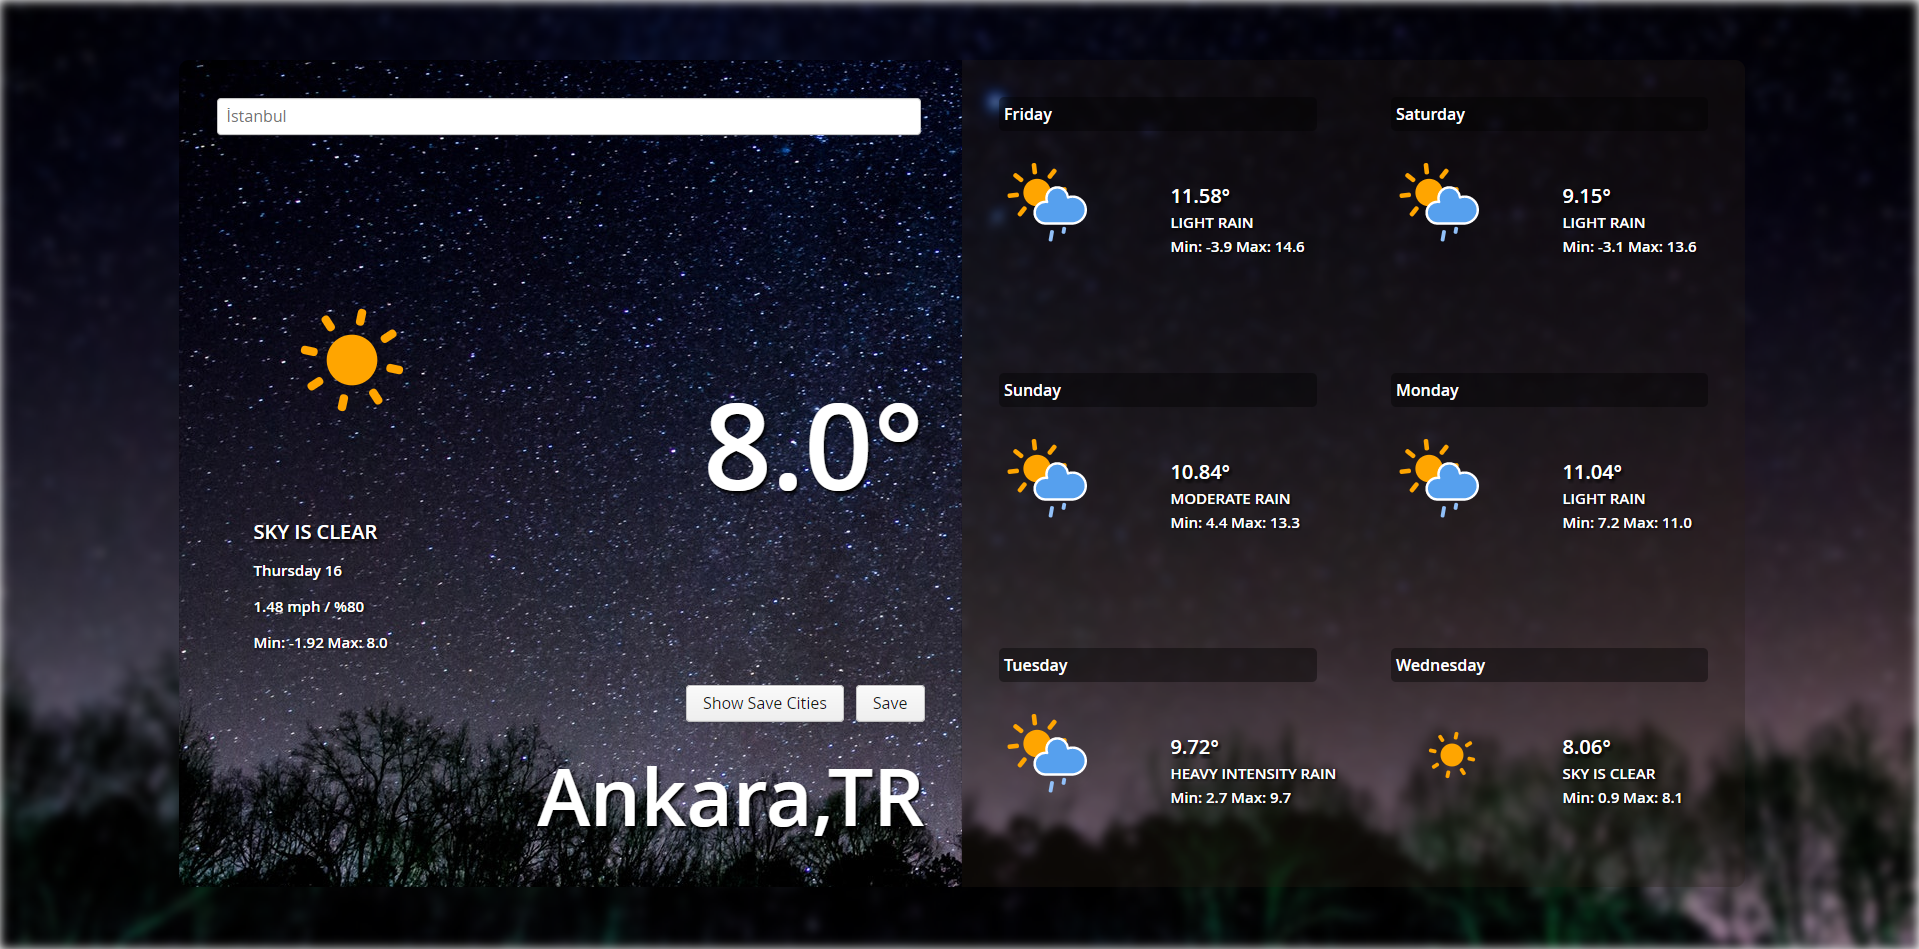 İstanbul
8.0°
SKY IS CLEAR
Thursday 16
1.48 mph / %80
Min: -1.92 Max: 8.0
Show Save Cities
Save
Ankara,TR
Friday
11.58°
LIGHT RAIN
Min: -3.9 Max: 14.6
Saturday
9.15°
LIGHT RAIN
Min: -3.1 Max: 13.6
Sunday
10.84°
MODERATE RAIN
Min: 4.4 Max: 13.3
Monday
11.04°
LIGHT RAIN
Min: 7.2 Max: 11.0
Tuesday
9.72°
HEAVY INTENSITY RAIN
Min: 2.7 Max: 9.7
Wednesday
8.06°
SKY IS CLEAR
Min: 0.9 Max: 8.1